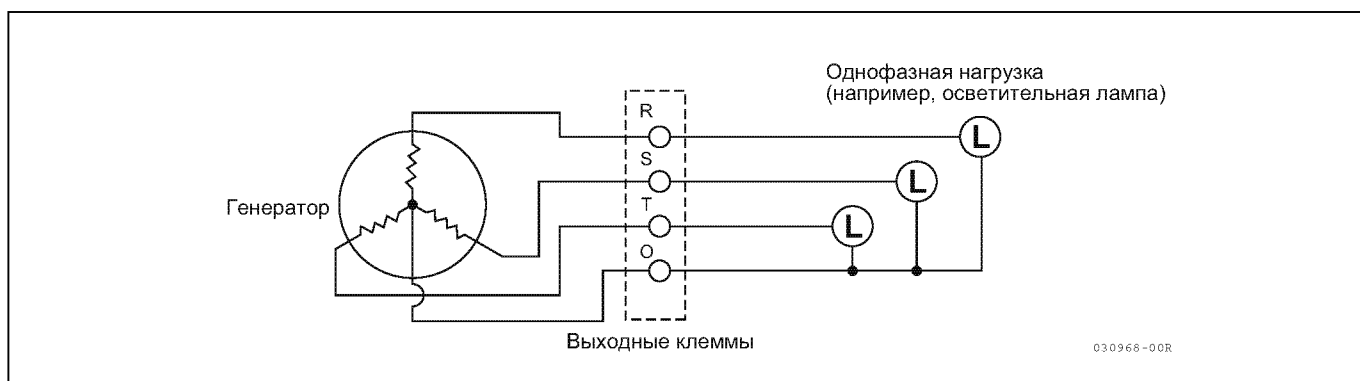 Однофазная нагрузка
(например, осветительная лампа)
R
L
S
L
Генератор
T
L
O
Выходные клеммы
030968-00R